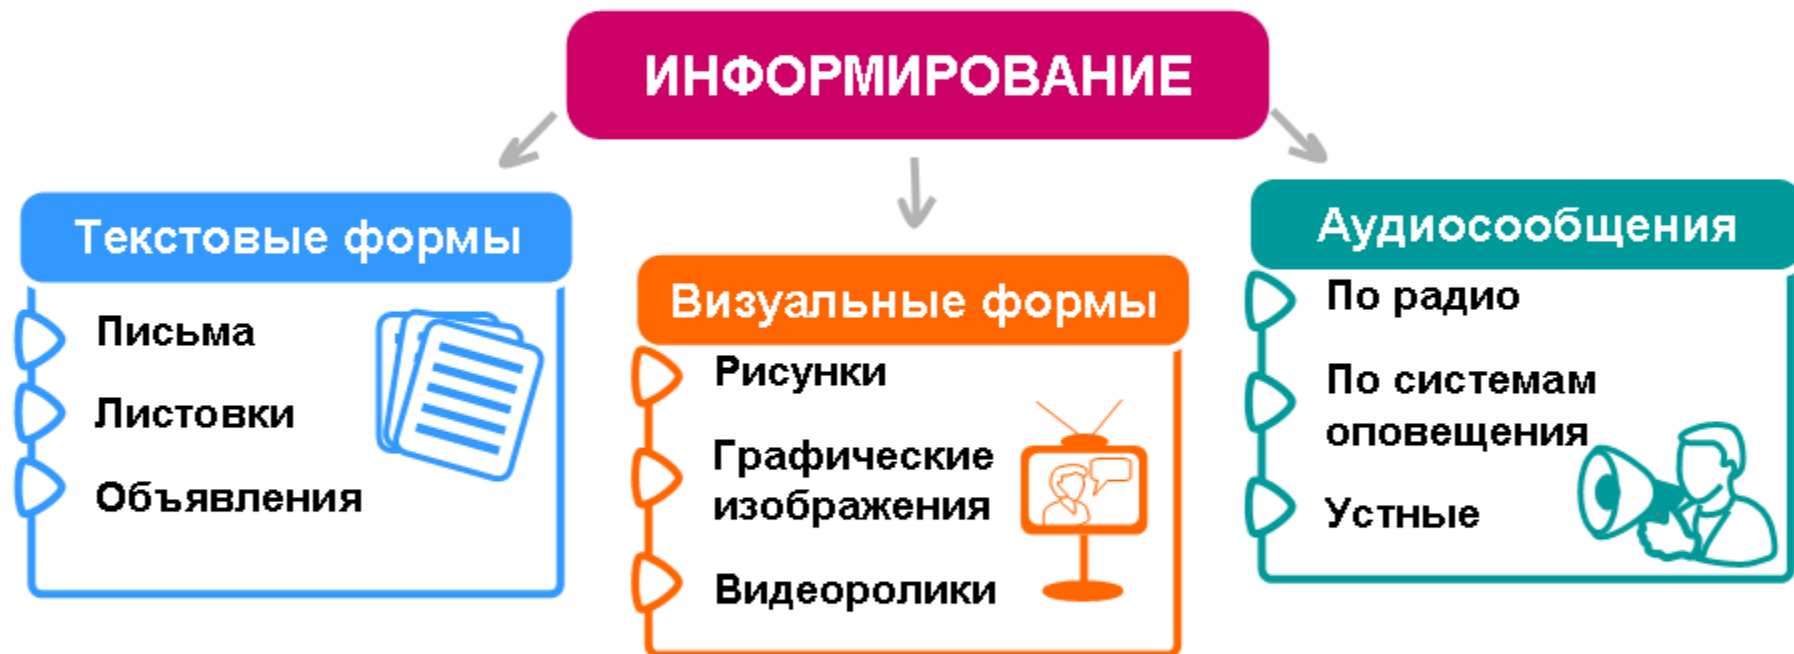 ИНФОРМИРОВАНИЕ
Текстовые формы
Письма
Листовки
Объявления
Визуальные формы
Рисунки
Графические
изображения
Видеоролики
Аудиосообщения
По радио
По системам
оповещения
Устные